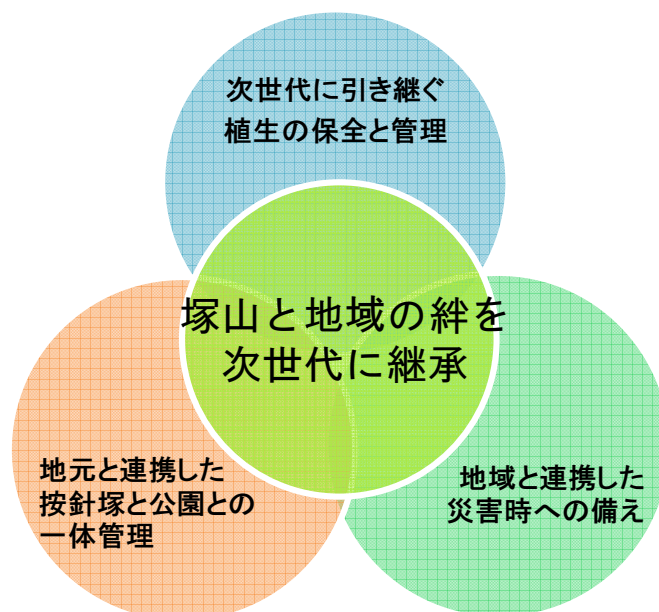 次世代に引き継ぐ
植生の保全と管理
塚山と地域の絆を
次世代に継承
地元と連携した
按針塚と公園との
一体管理
地域と連携した
災害時への備え